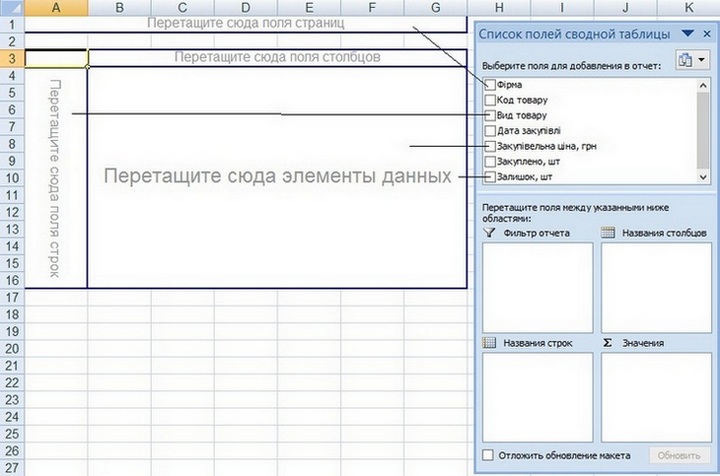 A B C D E F G H I J K
1
2
3
4
5
6
7
8
9
10
11
12
13
14
15
16
17
18
19
20
21
22
23
24
25
26
27
Перетащите сюда поля страниц
Перетащите сюда поля столбцов
Перетащите сюда поля строк
Перетащите сюда элементы данных
Список полей сводной таблицы
Выберите поля для добавления в отчет:
Фірма
Код товару
Вид товару
Дата закупівлі
Закупівельна ціна, грн
Закуплено, шт
Залишок, шт
Перетащите поля между указанными ниже
областями:
Фильтр отчета
Названия столбцов
Названия строк
Σ Значения
Отложить обновление макета
Обновить